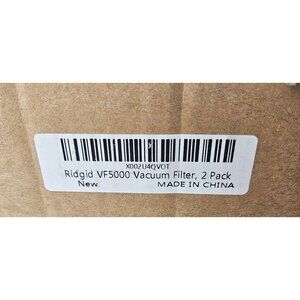 X002U4QVOT
Ridgid VF5000 Vacuum Filter, 2 Pack
New MADE IN CHINA